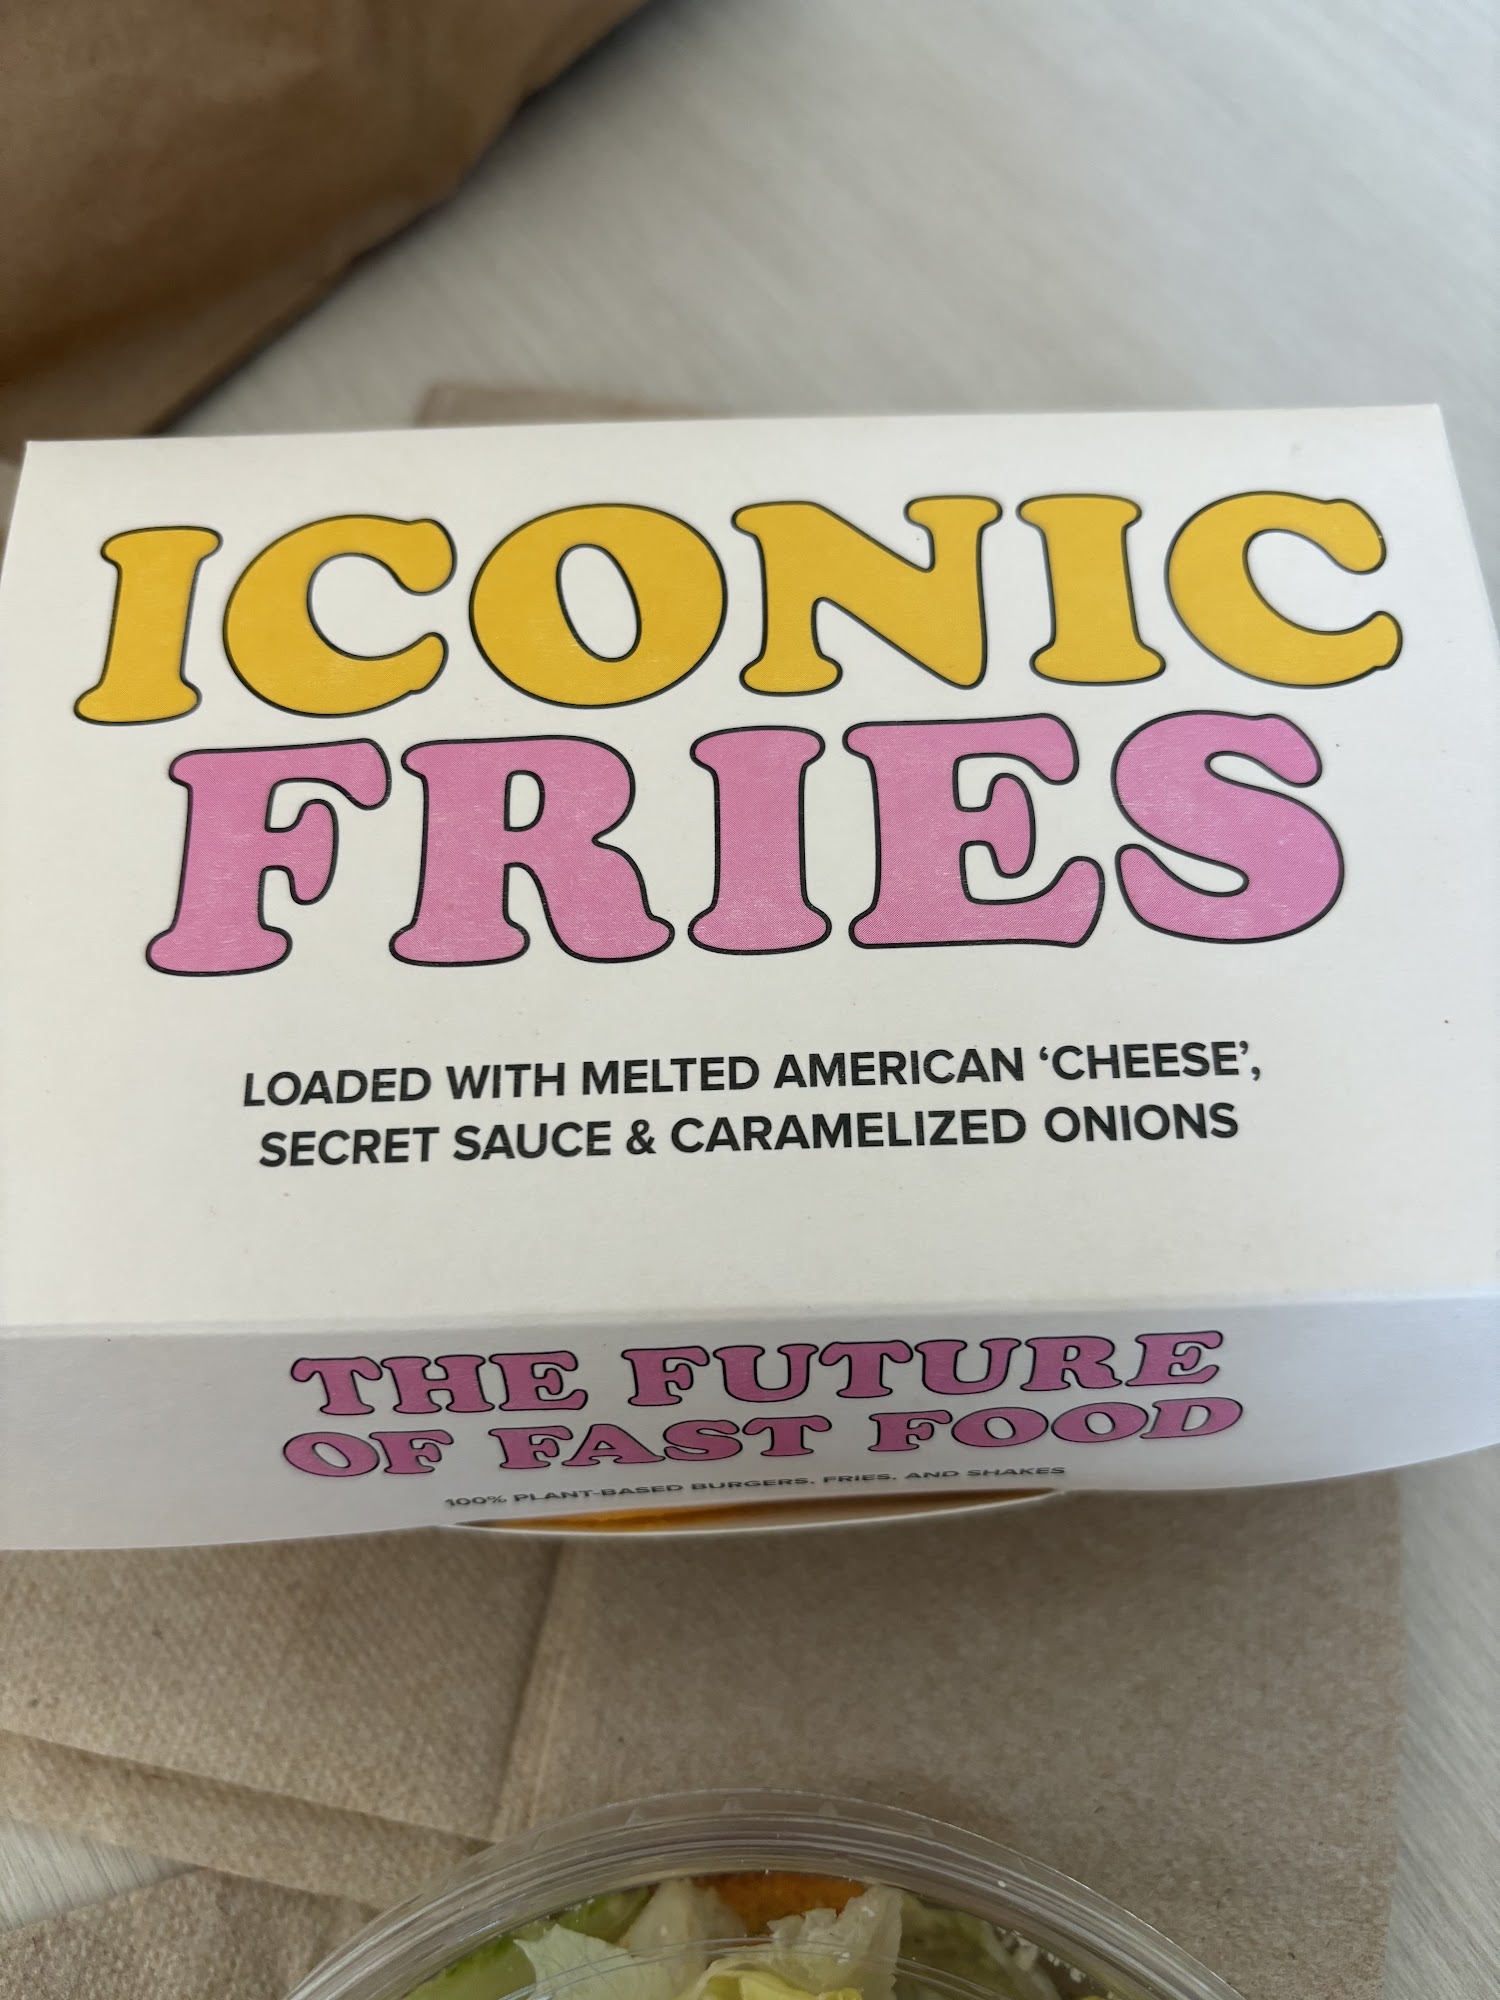 ICONIC
FRIES
LOADED WITH MELTED AMERICAN ‘CHEESE’,
SECRET SAUCE & CARAMELIZED ONIONS
THE FUTURE
OF FAST FOOD
100% PLANT-BASED BURGERS, FRIES, AND SHAKES